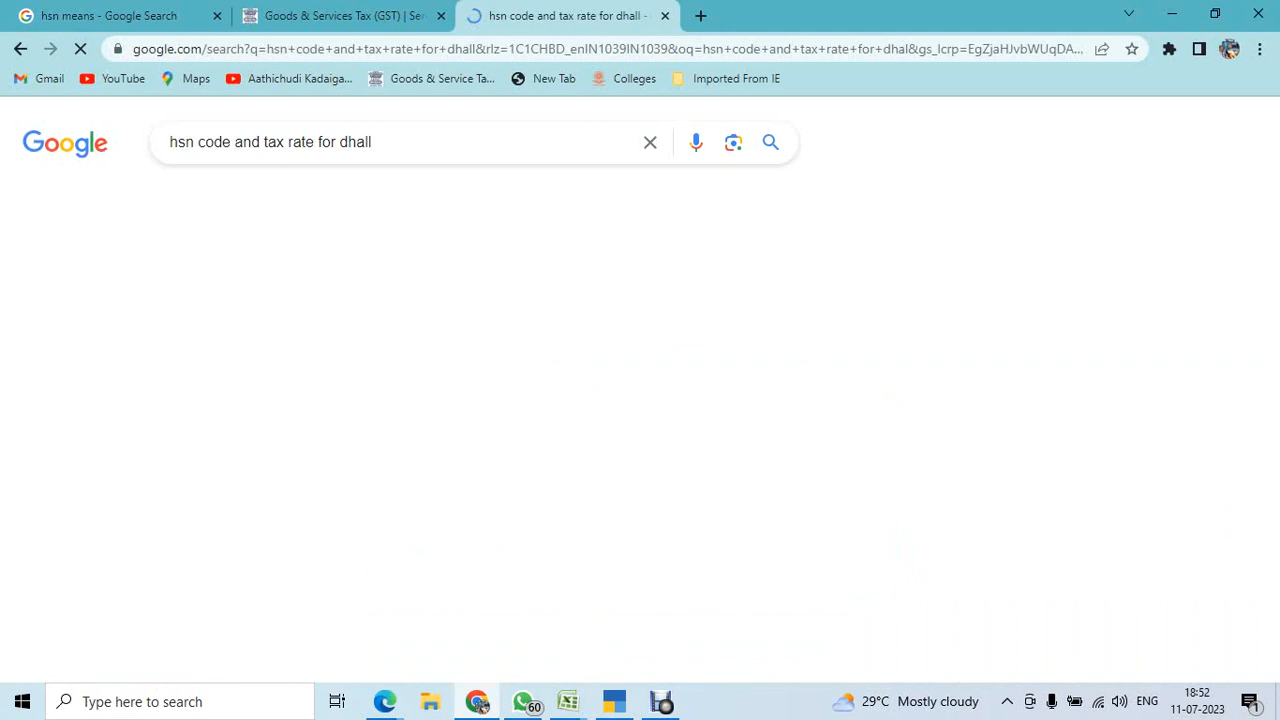 hsn means - Google Search
Goods & Services Tax (GST) | Ser
hsn code and tax rate for dhall -
google.com/search?q=hsn+code+and+tax+rate+for+dhall&rlz=1C1CHBD_enIN1039IN1039&oq=hsn+code+and+tax+rate+for+dhal&gs_lcrp=EgZjaHJvbWUqDA...
Gmail
YouTube
Maps
Aathichudi Kadaiga...
Goods & Service Ta...
New Tab
Colleges
Imported From IE
Google
hsn code and tax rate for dhall
Type here to search
60
29°C Mostly cloudy
ENG
18:52
11-07-2023
1